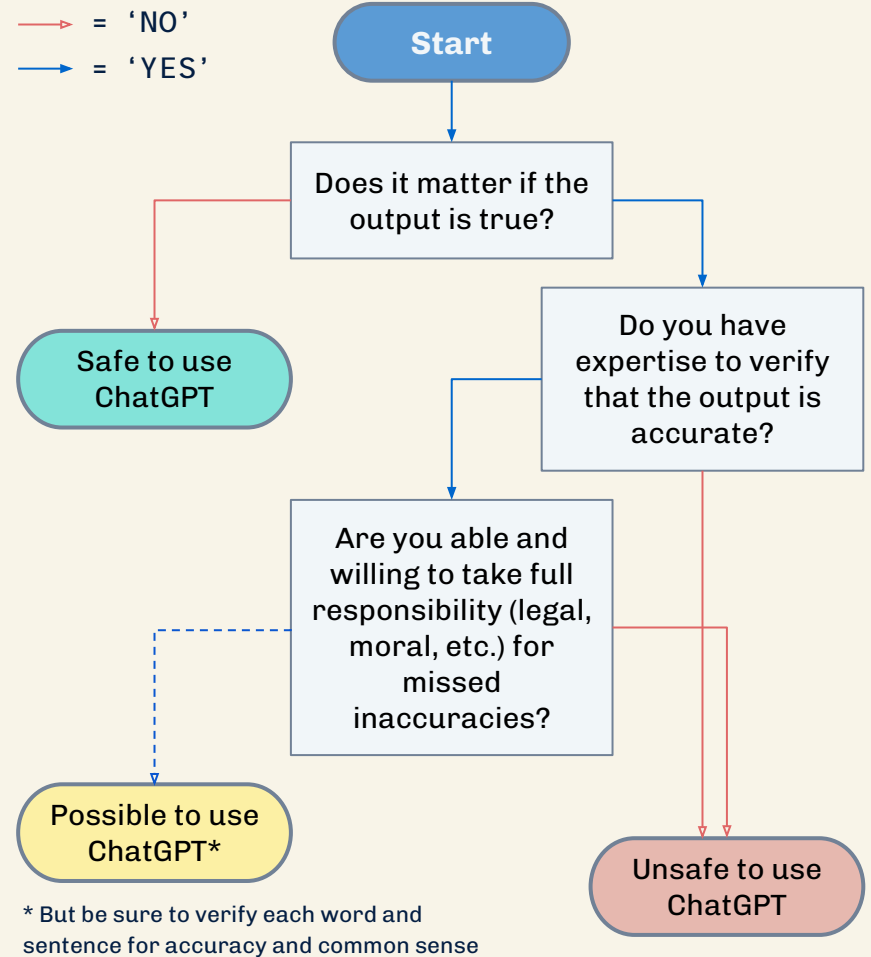 = ‘NO’
= ‘YES’
Start
Does it matter if the
output is true?
Safe to use
ChatGPT
Do you have
expertise to verify
that the output is
accurate?
Are you able and
willing to take full
responsibility (legal,
moral, etc.) for
missed
inaccuracies?
Possible to use
ChatGPT*
Unsafe to use
ChatGPT
* But be sure to verify each word and
sentence for accuracy and common sense